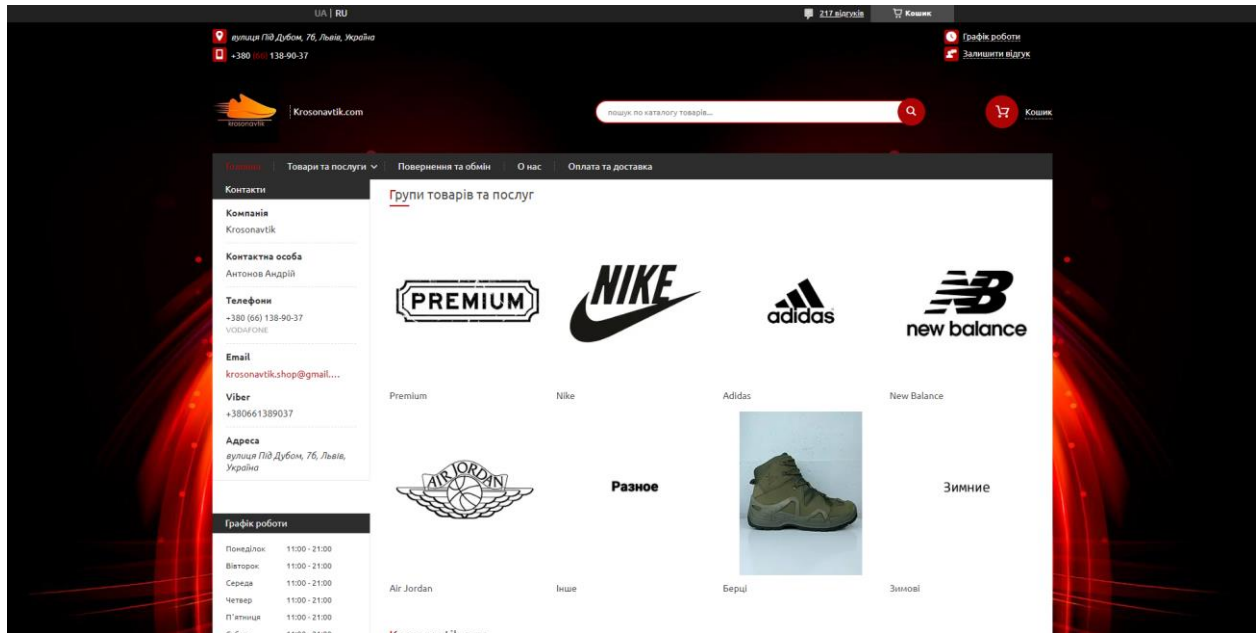 UA | RU
217 відгуків
Кошик
вулиця Під Дубом, 7б, Львів, Україна
+380 (66) 138-90-37
Графік роботи
Залишити відгук
krosonavtik
Krosonavtik.com
пошук по каталогу товарів...
Кошик
Головна
Товари та послуги
Повернення та обмін
О нас
Оплата та доставка
Контакти
Компанія
Krosonavtik
Контактна особа
Антонов Андрій
Телефони
+380 (66) 138-90-37
VODAFONE
Email
krosonavtik.shop@gmail....
Viber
+380661389037
Адреса
вулиця Під Дубом, 7б, Львів,
Україна
Графік роботи
Понеділок 11:00 - 21:00
Вівторок 11:00 - 21:00
Середа 11:00 - 21:00
Четвер 11:00 - 21:00
П'ятниця 11:00 - 21:00
Групи товарів та послуг
PREMIUM
NIKE
adidas
new balance
Premium
Nike
Adidas
New Balance
AIR JORDAN
Разное
Зимние
Air Jordan
Інше
Берці
Зимові